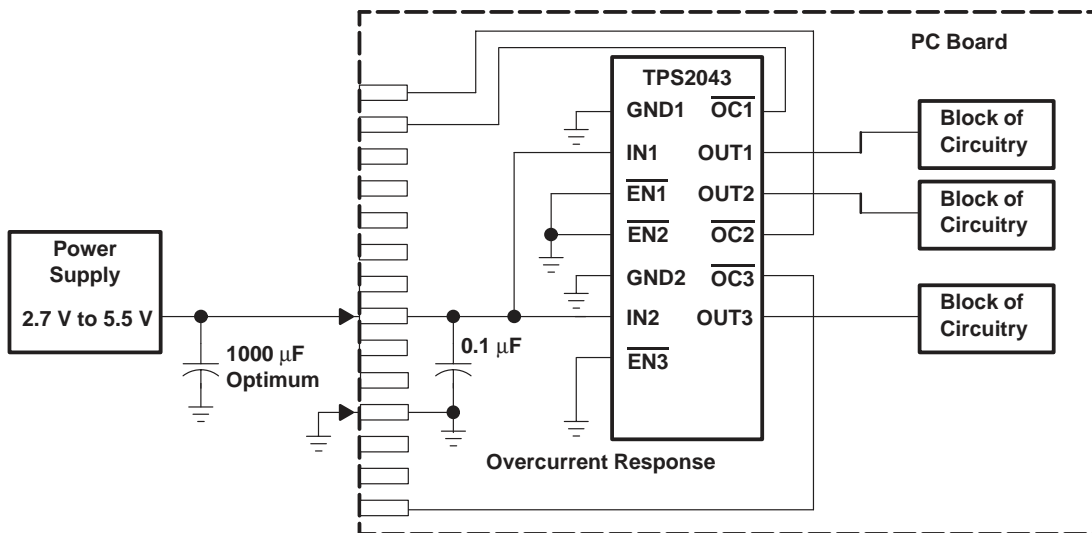 PC Board
TPS2043
GND1 OC1
IN1 OUT1
EN1 OUT2
EN2 OC2
GND2 OC3
IN2 OUT3
EN3
Block of
Circuitry
Block of
Circuitry
Block of
Circuitry
Power
Supply
2.7 V to 5.5 V
1000 μF
Optimum
0.1 μF
Overcurrent Response